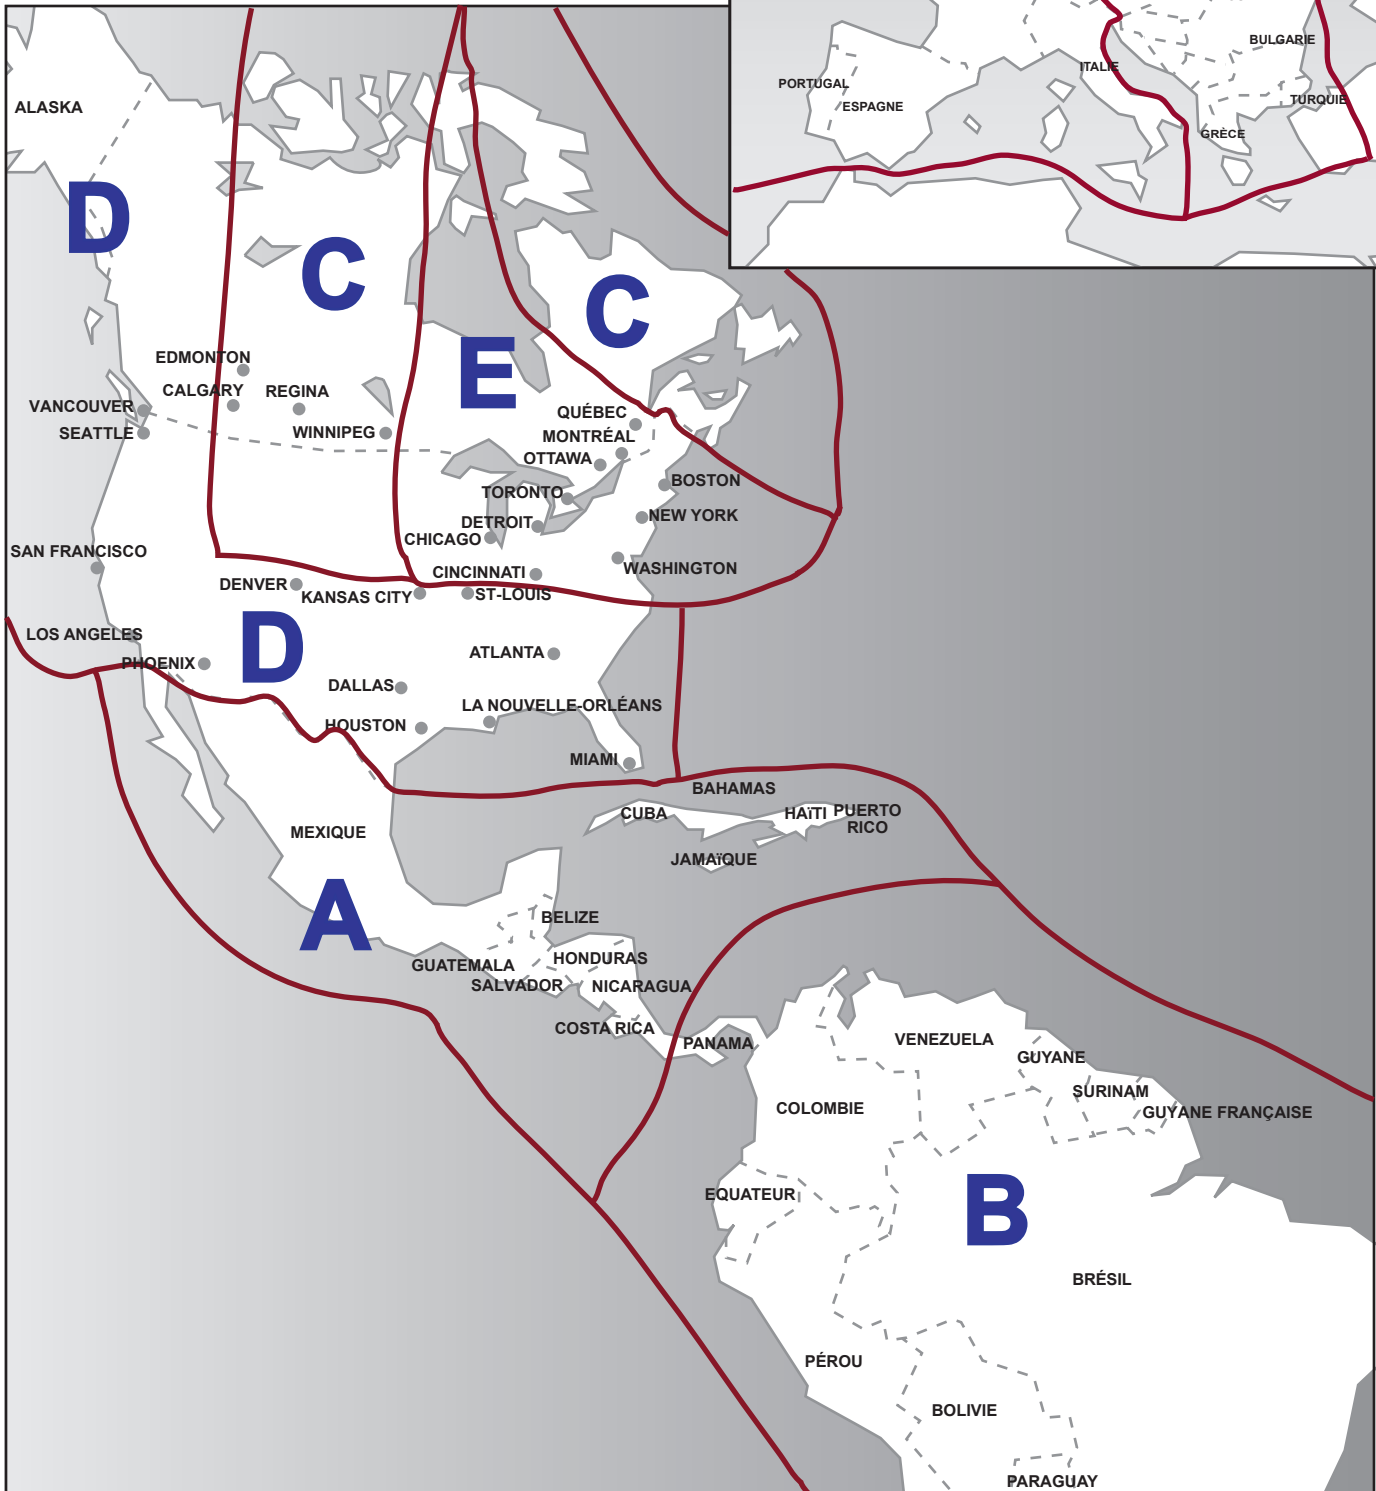 BULGARIE
ITALIE
PORTUGAL
ESPAGNE
TURQUIE
GRÈCE
ALASKA
D
C
C
E
EDMONTON
CALGARY
REGINA
VANCOUVER
SEATTLE
WINNIPEG
QUÉBEC
MONTRÉAL
OTTAWA
TORONTO
BOSTON
DETROIT
NEW YORK
CHICAGO
SAN FRANCISCO
CINCINNATI
WASHINGTON
DENVER
KANSAS CITY
ST-LOUIS
LOS ANGELES
D
PHOENIX
ATLANTA
DALLAS
LA NOUVELLE-ORLÉANS
HOUSTON
MIAMI
BAHAMAS
CUBA
HAïTI
PUERTO
RICO
MEXIQUE
JAMAïQUE
A
BELIZE
GUATEMALA
HONDURAS
SALVADOR
NICARAGUA
COSTA RICA
PANAMA
VENEZUELA
GUYANE
SURINAM
COLOMBIE
GUYANE FRANÇAISE
EQUATEUR
B
BRÉSIL
PÉROU
BOLIVIE
PARAGUAY